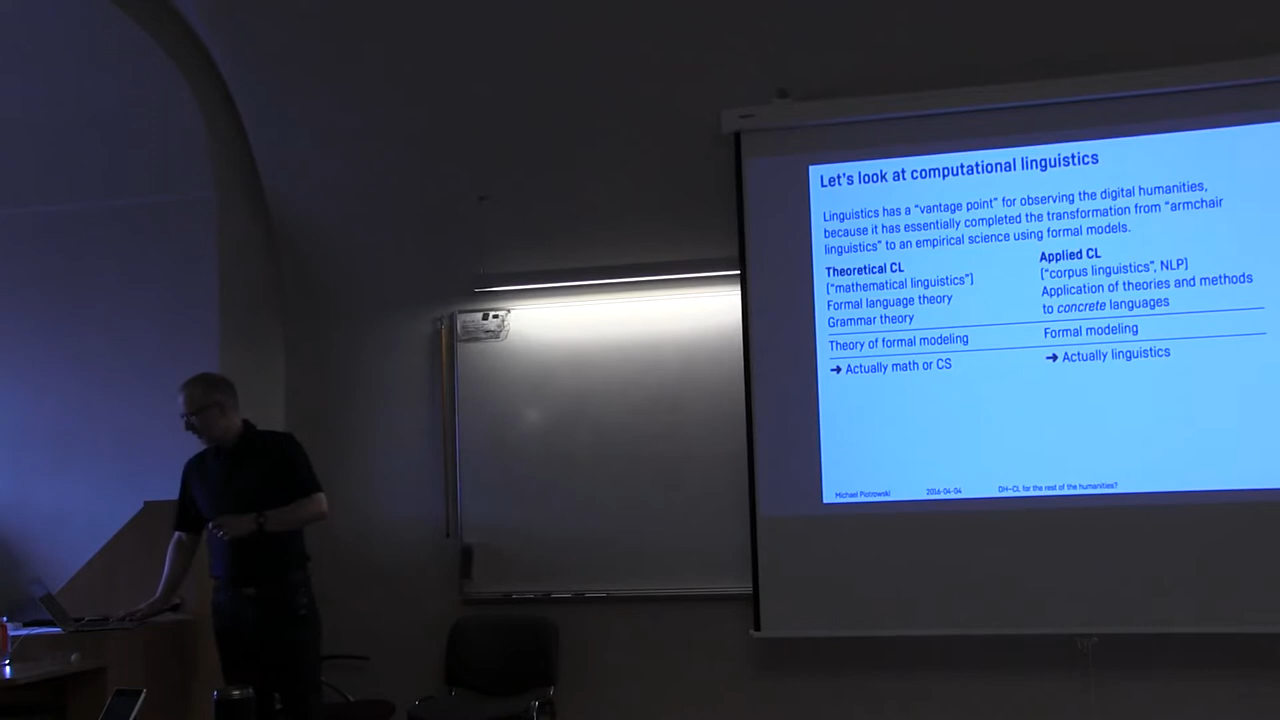 Let's look at computational linguistics
Linguistics has a "vantage point" for observing the digital humanities,
because it has essentially completed the transformation from "armchair
linguistics" to an empirical science using formal models.
Theoretical CL
("mathematical linguistics")
Formal language theory
Grammar theory
Theory of formal modeling
➔ Actually math or CS
Applied CL
("corpus linguistics", NLP)
Application of theories and methods
to concrete languages
Formal modeling
➔ Actually linguistics
Michael Piotrowski
2016-04-04
DH–CL for the rest of the humanities?